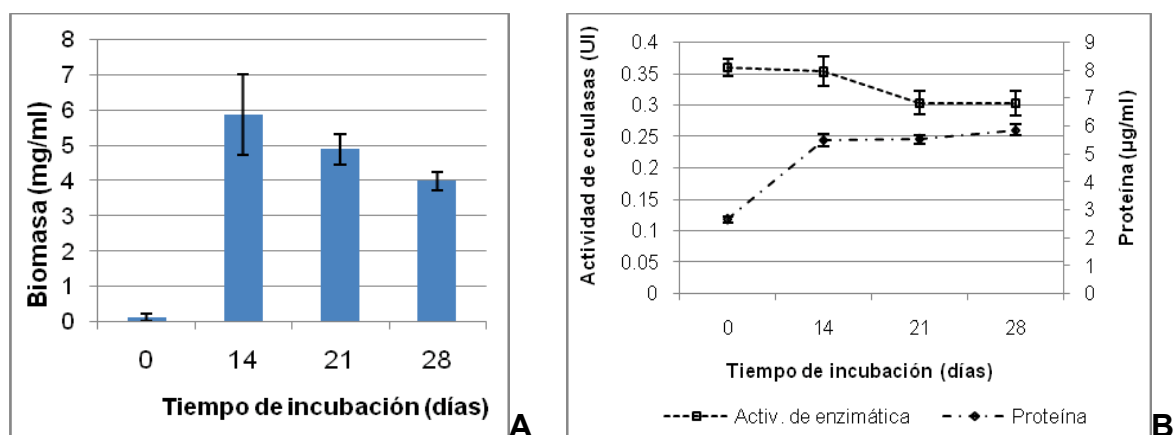 8
7
6
5
4
3
2
1
0
Biomasa (mg/ml)
0 14 21 28
Tiempo de incubación (días)
A
0.4
0.35
0.3
0.25
0.2
0.15
0.1
0.05
0
Actividad de celulasas (UI)
9
8
7
6
5
4
3
2
1
0
Proteína (µg/ml)
0 14 21 28
Tiempo de incubación (días)
Activ. de enzimática Proteína
B